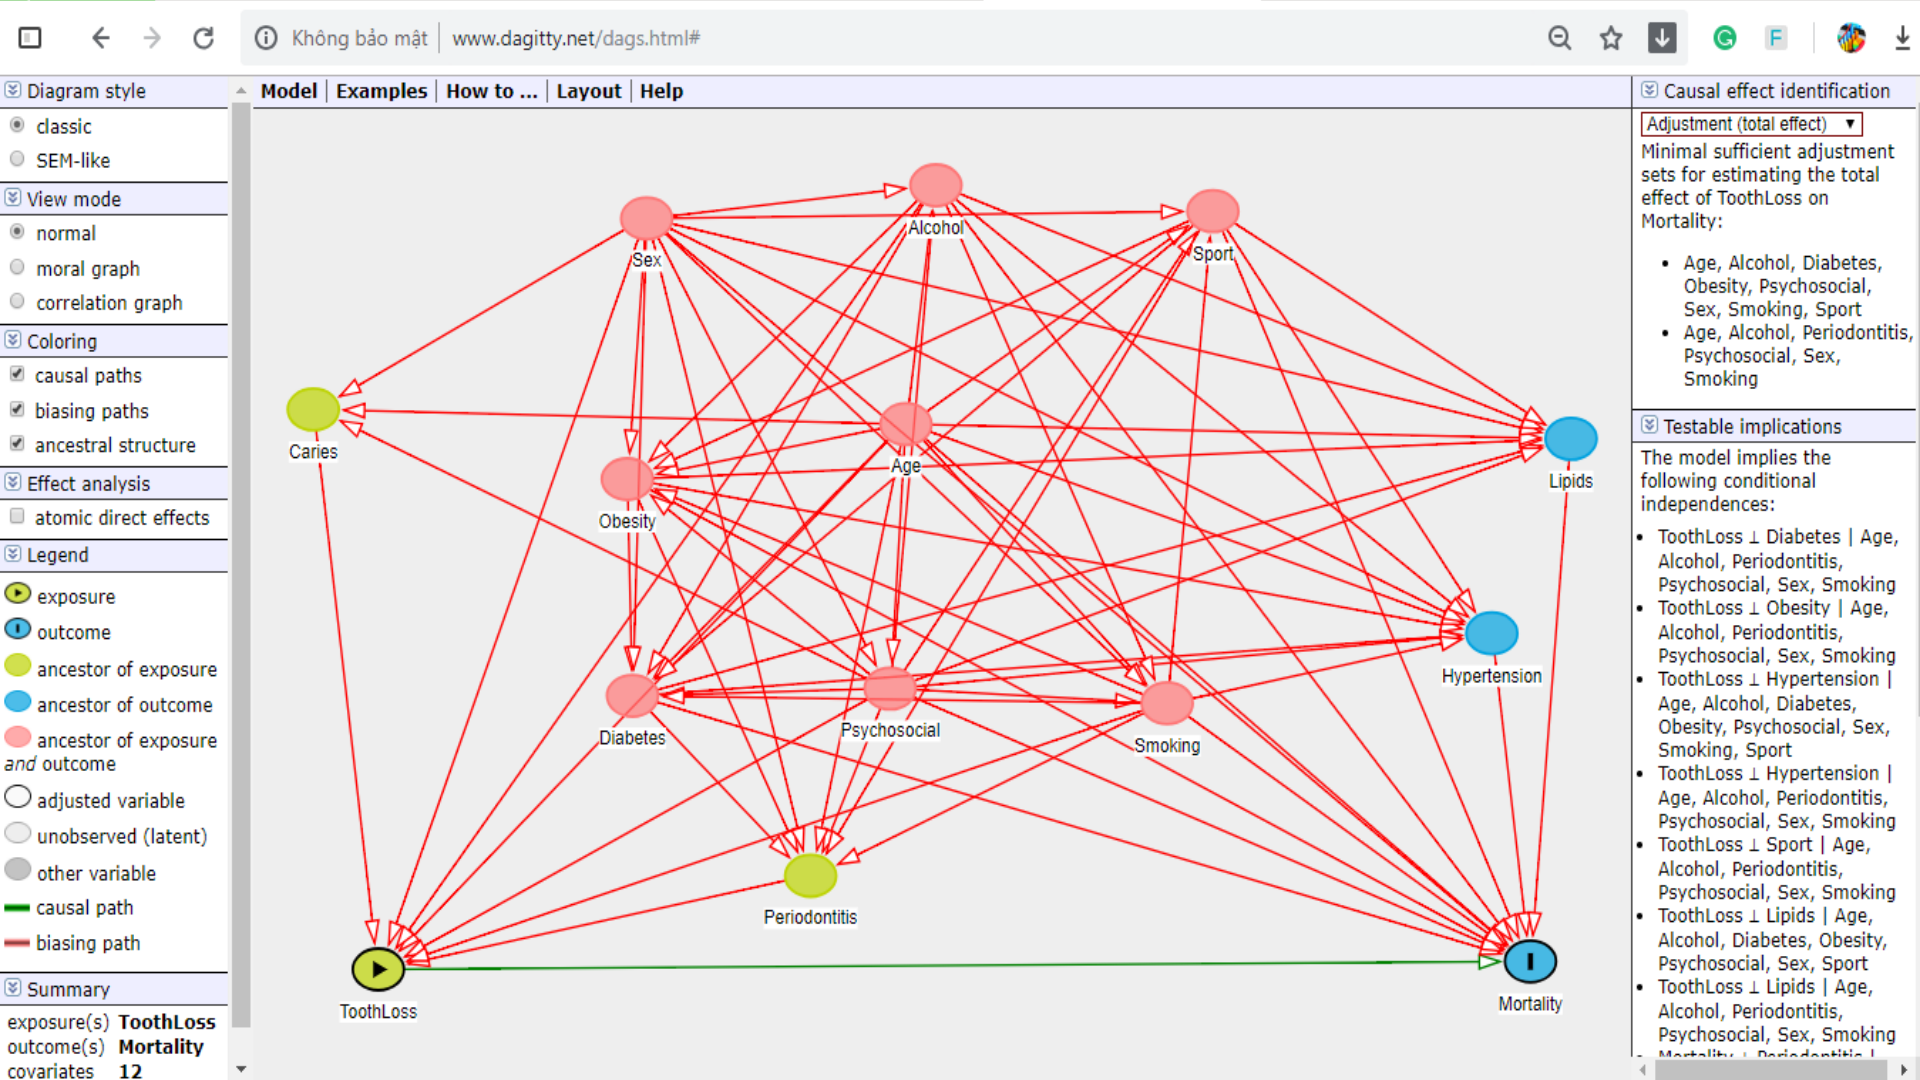 Không bảo mật
www.dagitty.net/dags.html#
G
F
Diagram style
classic
SEM-like
View mode
normal
moral graph
correlation graph
Coloring
causal paths
biasing paths
ancestral structure
Effect analysis
atomic direct effects
Legend
exposure
outcome
ancestor of exposure
ancestor of outcome
ancestor of exposure
and outcome
adjusted variable
unobserved (latent)
other variable
causal path
biasing path
Summary
exposure(s) ToothLoss
outcome(s) Mortality
covariates 12
Model | Examples | How to ... | Layout | Help
Alcohol
Sex
Sport
Caries
Age
Lipids
Obesity
Hypertension
Diabetes
Psychosocial
Smoking
Periodontitis
ToothLoss
Mortality
Causal effect identification
Adjustment (total effect)
Minimal sufficient adjustment
sets for estimating the total
effect of ToothLoss on
Mortality:
• Age, Alcohol, Diabetes,
Obesity, Psychosocial,
Sex, Smoking, Sport
• Age, Alcohol, Periodontitis,
Psychosocial, Sex,
Smoking
Testable implications
The model implies the
following conditional
independences:
• ToothLoss ⊥ Diabetes | Age,
Alcohol, Periodontitis,
Psychosocial, Sex, Smoking
• ToothLoss ⊥ Obesity | Age,
Alcohol, Periodontitis,
Psychosocial, Sex, Smoking
• ToothLoss ⊥ Hypertension |
Age, Alcohol, Diabetes,
Obesity, Psychosocial, Sex,
Smoking, Sport
• ToothLoss ⊥ Hypertension |
Age, Alcohol, Periodontitis,
Psychosocial, Sex, Smoking
• ToothLoss ⊥ Sport | Age,
Alcohol, Periodontitis,
Psychosocial, Sex, Smoking
• ToothLoss ⊥ Lipids | Age,
Alcohol, Diabetes, Obesity,
Psychosocial, Sex, Sport
• ToothLoss ⊥ Lipids | Age,
Alcohol, Periodontitis,
Psychosocial, Sex, Smoking
• Mortality ⊥ Periodontitis |